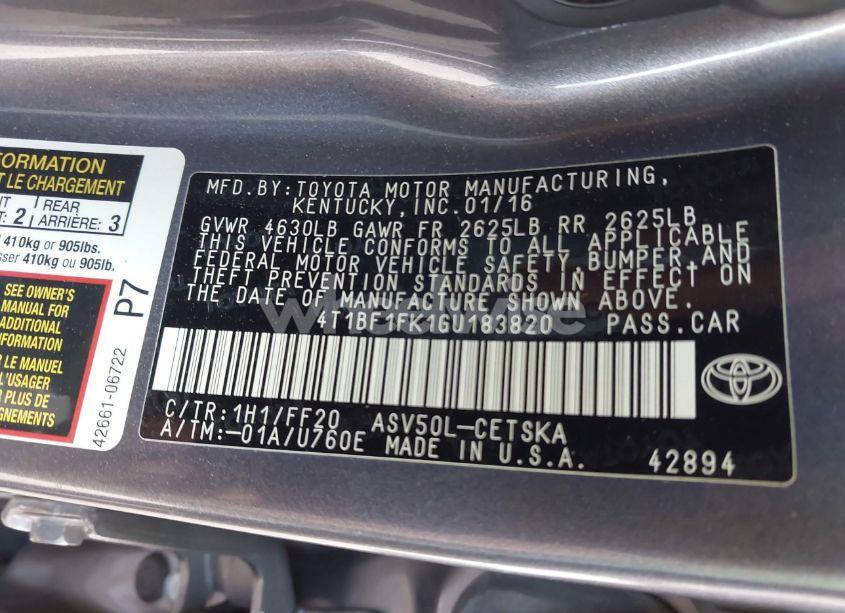 FORMATION
T LE CHARGEMENT
NT 2 REAR
T: ARRIÈRE: 3
410kg or 905lbs.
sser 410kg ou 905lb.
SEE OWNER'S
MANUAL FOR
ADDITIONAL
INFORMATION
LE MANUEL
L'USAGER
PLUS DE
P7
42661-06722
MFD.BY:TOYOTA MOTOR MANUFACTURING,
KENTUCKY,INC.01/16
GVWR 4630LB GAWR FR 2625LB RR 2625LB
THIS VEHICLE CONFORMS TO ALL APPLICABLE
FEDERAL MOTOR VEHICLE SAFETY,BUMPER,AND
THEFT PREVENTION STANDARDS IN EFFECT ON
THE DATE OF MANUFACTURE SHOWN ABOVE.
4T1BF1FK1GU183820 PASS.CAR
C/TR:1H1/FF20 ASV50L-CETSKA
A/TM:-01A/U760E MADE IN U.S.A.
42894